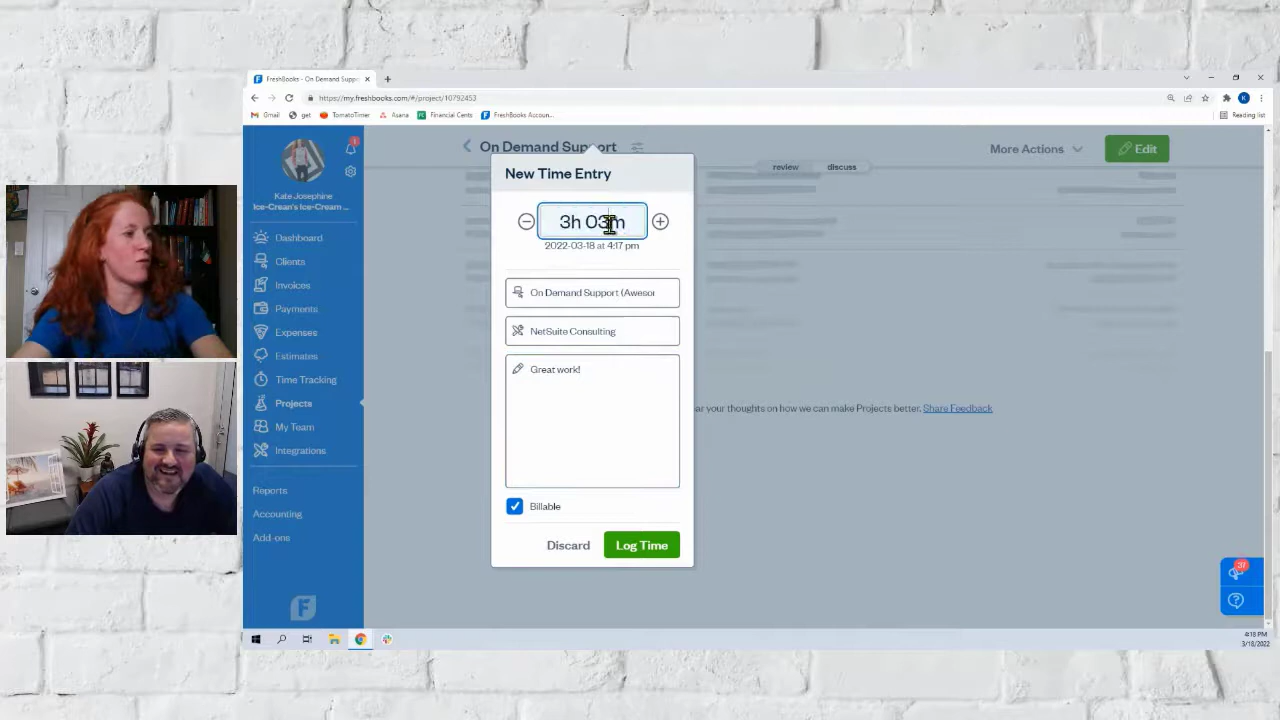 FreshBooks - On Demand Suppo
https://my.freshbooks.com/#/project/10792453
Gmail
get
TomatoTimer
Asana
Financial Cents
FreshBooks Accoun...
Reading list
K
1
Kate Josephine
Ice-Crean's Ice-Cream ...
Dashboard
Clients
Invoices
Payments
Expenses
Estimates
Time Tracking
Projects
My Team
Integrations
Reports
Accounting
Add-ons
F
On Demand Support
More Actions
Edit
review
discuss
New Time Entry
3h 03m
2022-03-18 at 4:17 pm
On Demand Support (Awesor
NetSuite Consulting
Great work!
Billable
Discard
Log Time
ar your thoughts on how we can make Projects better. Share Feedback
37
4:18 PM
3/18/2022